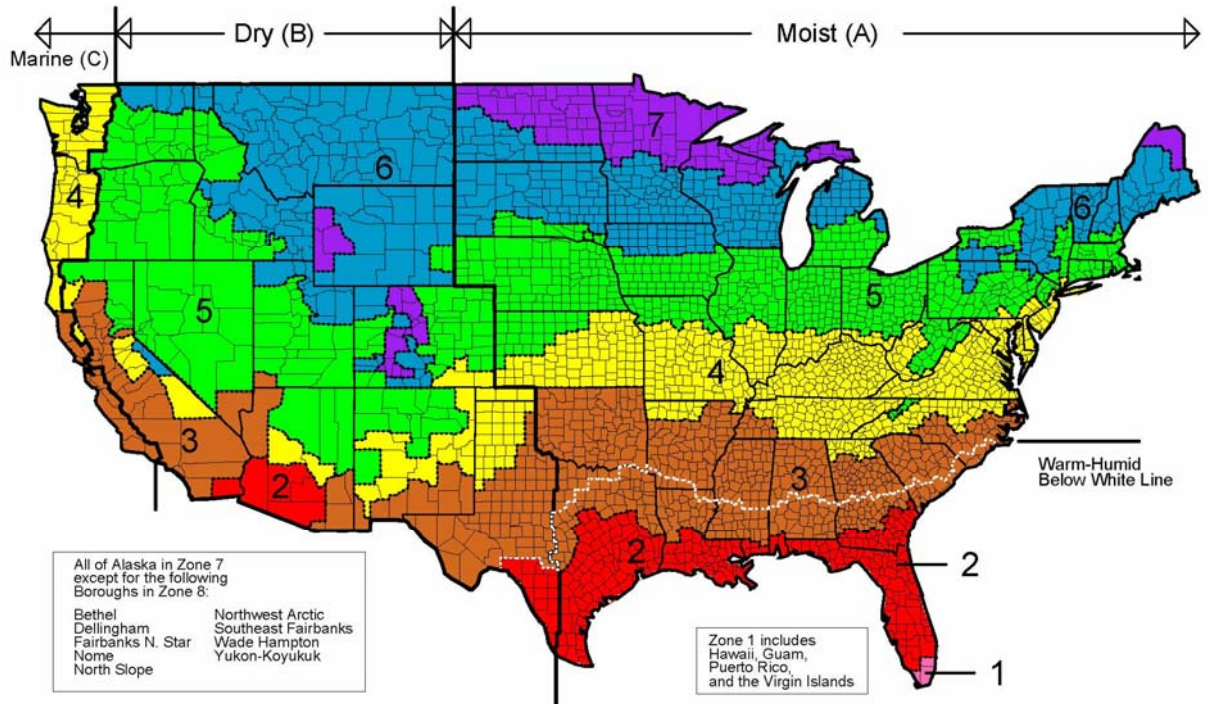 Marine (C)
Dry (B)
Moist (A)
7
6
6
4
5
5
4
3
3
Warm-Humid
Below White Line
2
2
2
1
All of Alaska in Zone 7
except for the following
Boroughs in Zone 8:
Bethel
Dellingham
Fairbanks N. Star
Nome
North Slope
Northwest Arctic
Southeast Fairbanks
Wade Hampton
Yukon-Koyukuk
Zone 1 includes
Hawaii, Guam,
Puerto Rico,
and the Virgin Islands